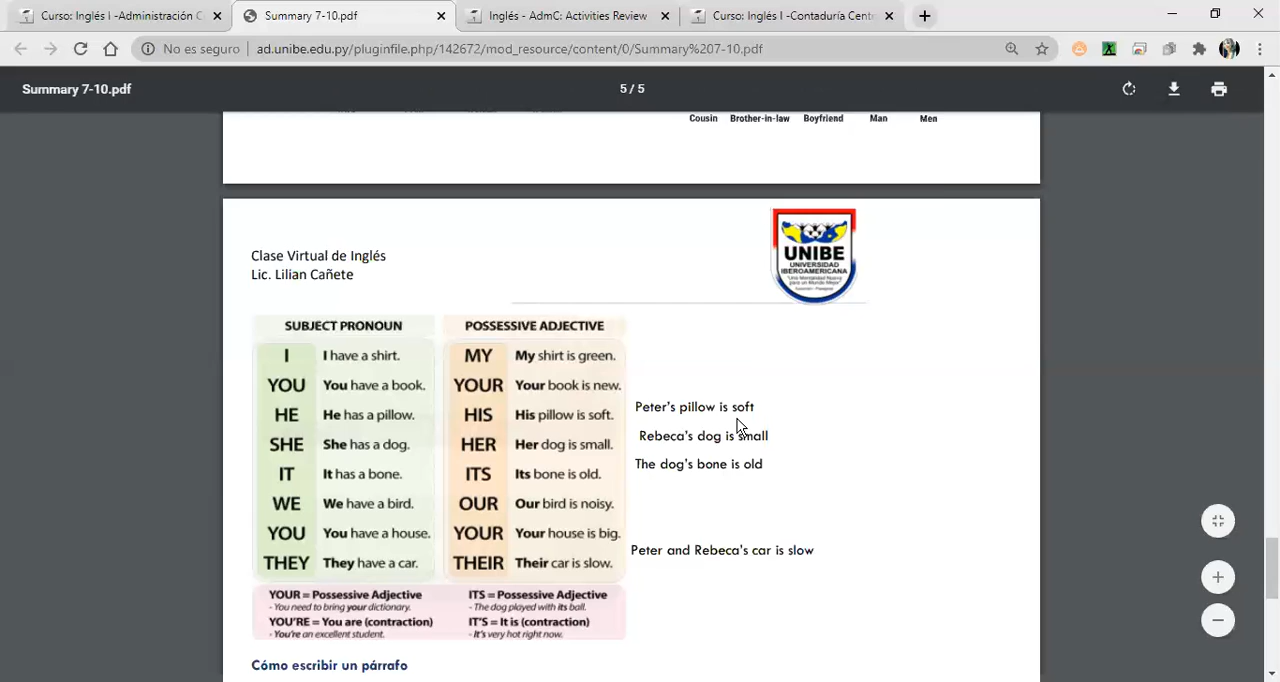 Curso: Inglés I -Administración C
Summary 7-10.pdf
Inglés - AdmC: Activities Review
Curso: Inglés I -Contaduría Cent
No es seguro
ad.unibe.edu.py/pluginfile.php/142672/mod_resource/content/0/Summary%207-10.pdf
Summary 7-10.pdf
5 / 5
Cousin Brother-in-law Boyfriend Man Men
Clase Virtual de Inglés
Lic. Lilian Cañete
UNIBE
UNIVERSIDAD
IBEROAMERICANA
SUBJECT PRONOUN POSSESSIVE ADJECTIVE
I I have a shirt. MY My shirt is green.
YOU You have a book. YOUR Your book is new.
HE He has a pillow. HIS His pillow is soft. Peter's pillow is soft
SHE She has a dog. HER Her dog is small. Rebeca's dog is small
IT It has a bone. ITS Its bone is old. The dog's bone is old
WE We have a bird. OUR Our bird is noisy.
YOU You have a house. YOUR Your house is big.
THEY They have a car. THEIR Their car is slow. Peter and Rebeca's car is slow
YOUR = Possessive Adjective ITS = Possessive Adjective
- You need to bring your dictionary. - The dog played with its ball.
YOU'RE = You are (contraction) IT'S = It is (contraction)
- You're an excellent student. - It's very hot right now.
Cómo escribir un párrafo